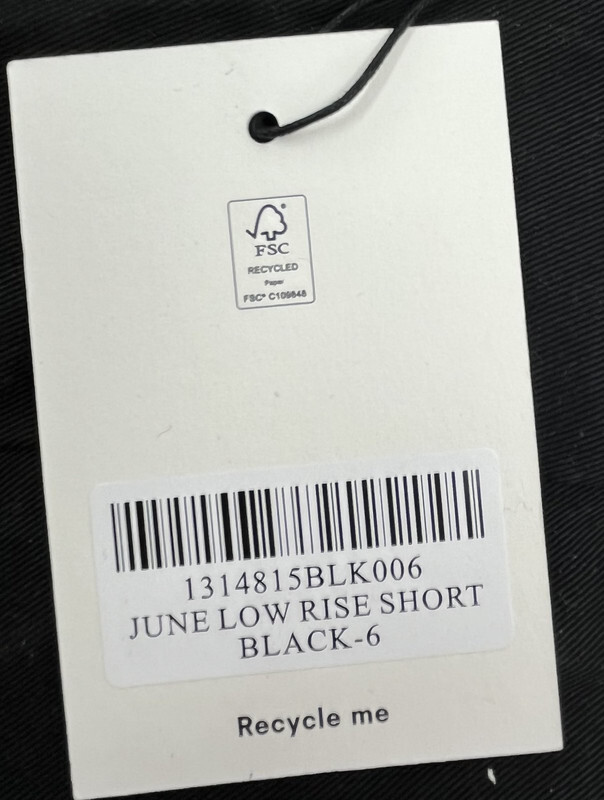 FSC
RECYCLED
Paper
FSC® C109848
1314815BLK006
JUNE LOW RISE SHORT
BLACK-6
Recycle me